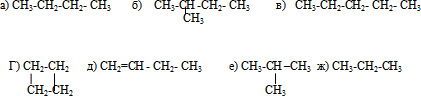 а) CH₃-CH₂-CH₂- CH₃ б) CH₃-CH -CH₂- CH₃ в) CH₃-CH₂-CH₂-CH₂-CH₃
CH₃
Г) CH₂-CH₂ д) CH₂=CH - CH₂- CH₃ е) CH₃-CH –CH₃ ж) CH₃-CH₂-CH₃
CH₂-CH₂ CH₃